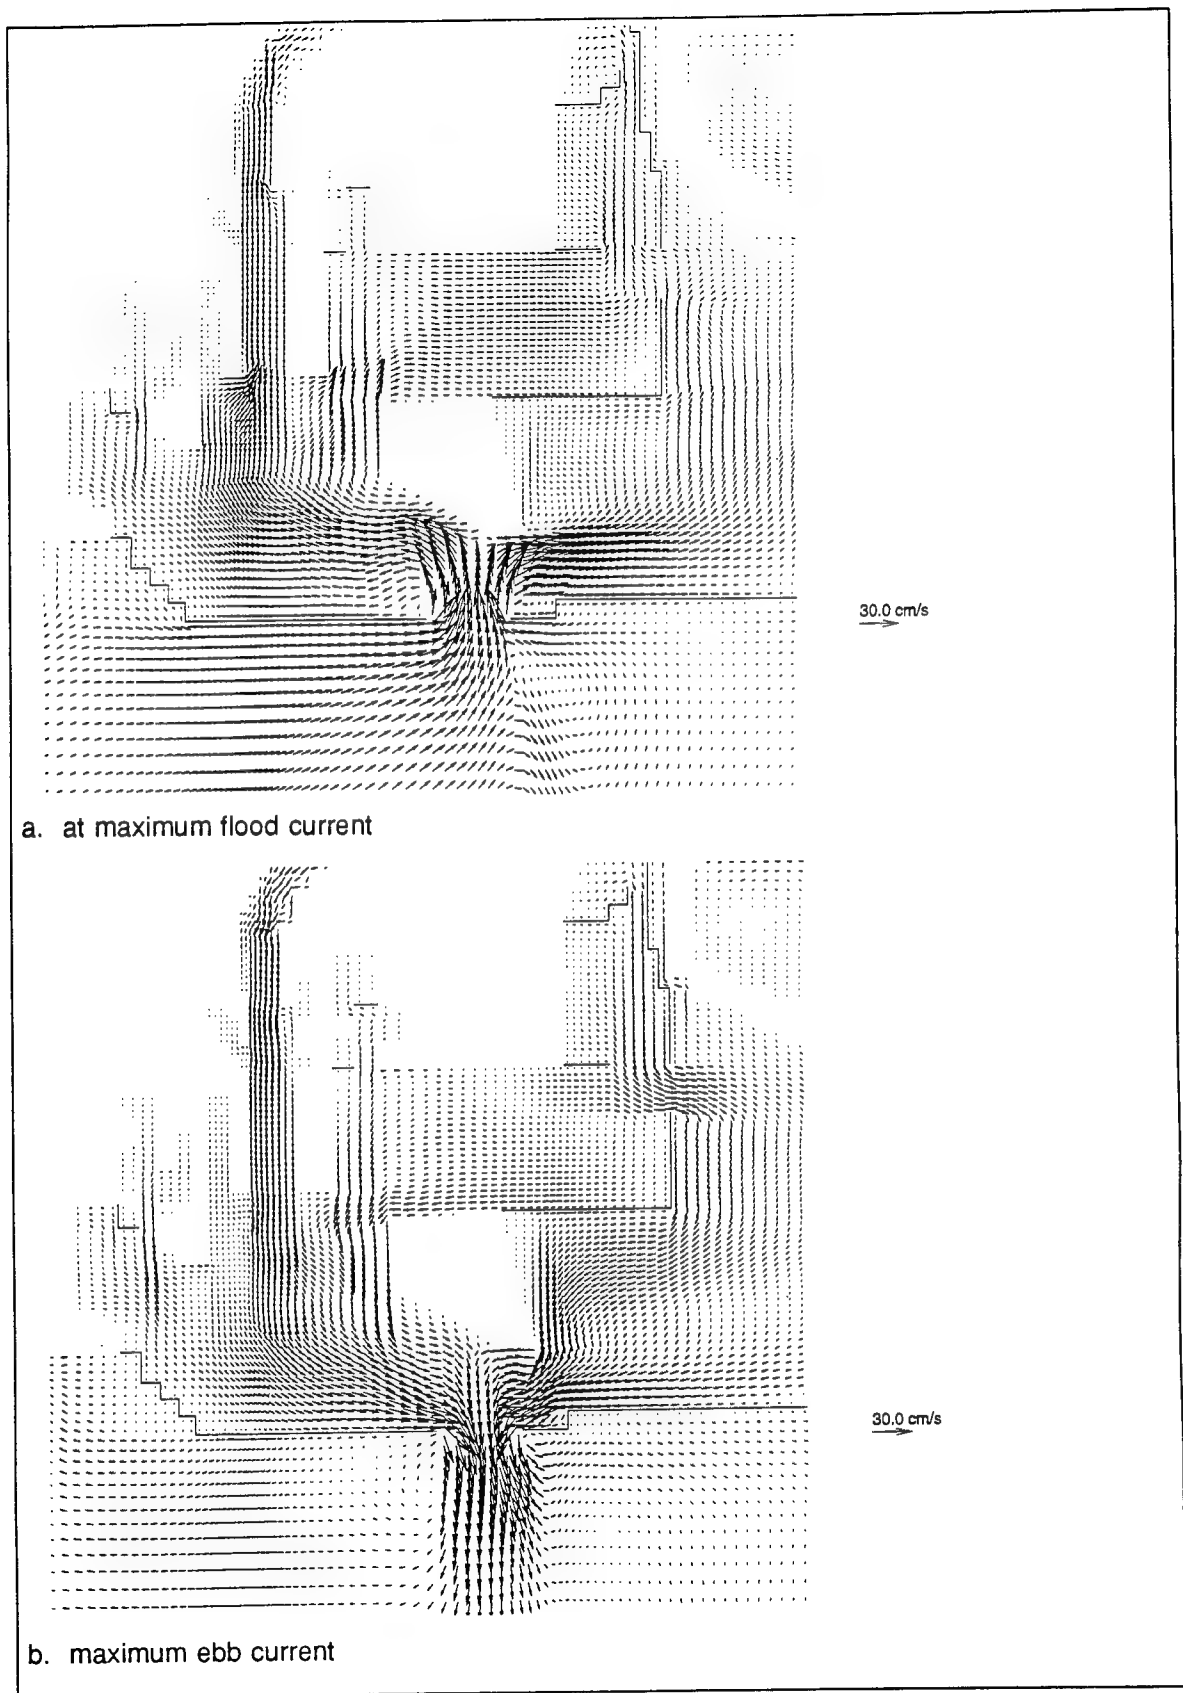 30.0 cm/s
a. at maximum flood current
30.0 cm/s
b. maximum ebb current